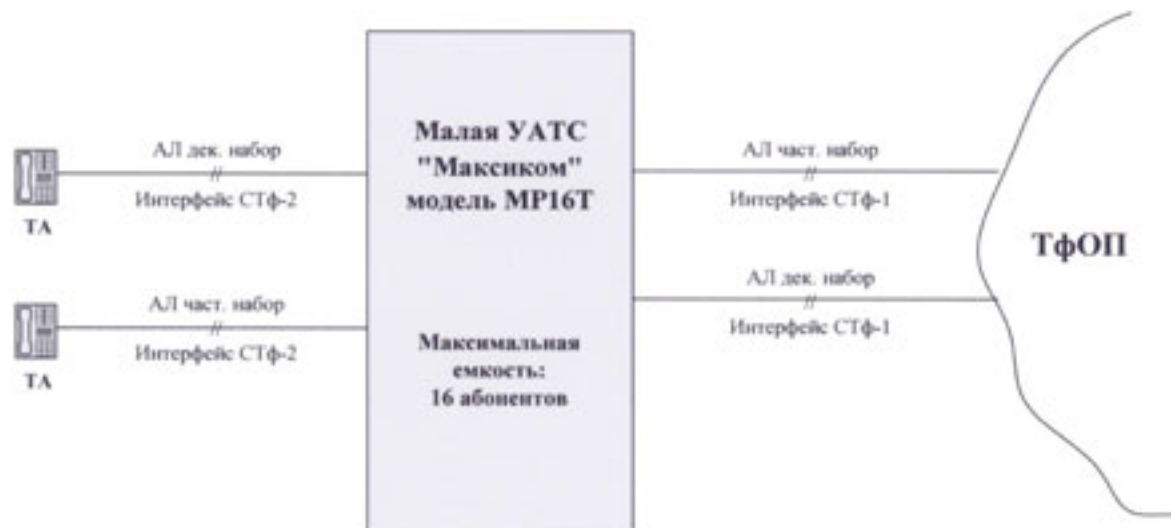 Малая УАТС
"Максиком"
модель МР16Т
АЛ дек. набор
//
Интерфейс СТф-2
ТА
АЛ част. набор
//
Интерфейс СТф-2
ТА
Максимальная
емкость:
16 абонентов
АЛ част. набор
//
Интерфейс СТф-1
АЛ дек. набор
//
Интерфейс СТф-1
ТфОП